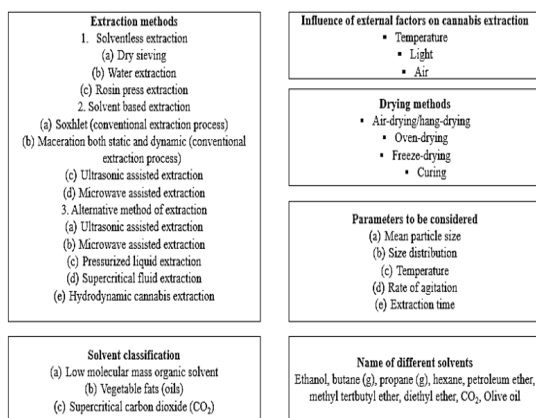 Extraction methods
1. Solventless extraction
(a) Dry sieving
(b) Water extraction
(c) Rosin press extraction
2. Solvent based extraction
(a) Soxhlet (conventional extraction process)
(b) Maceration both static and dynamic (conventional
extraction process)
(c) Ultrasonic assisted extraction
(d) Microwave assisted extraction
3. Alternative method of extraction
(a) Ultrasonic assisted extraction
(b) Microwave assisted extraction
(c) Pressurized liquid extraction
(d) Supercritical fluid extraction
(e) Hydrodynamic cannabis extraction
Solvent classification
(a) Low molecular mass organic solvent
(b) Vegetable fats (oils)
(c) Supercritical carbon dioxide (CO₂)
Influence of external factors on cannabis extraction
▪ Temperature
▪ Light
▪ Air
Drying methods
▪ Air-drying/hang-drying
▪ Oven-drying
▪ Freeze-drying
▪ Curing
Parameters to be considered
(a) Mean particle size
(b) Size distribution
(c) Temperature
(d) Rate of agitation
(e) Extraction time
Name of different solvents
Ethanol, butane (g), propane (g), hexane, petroleum ether,
methyl tertbutyl ether, diethyl ether, CO₂, Olive oil